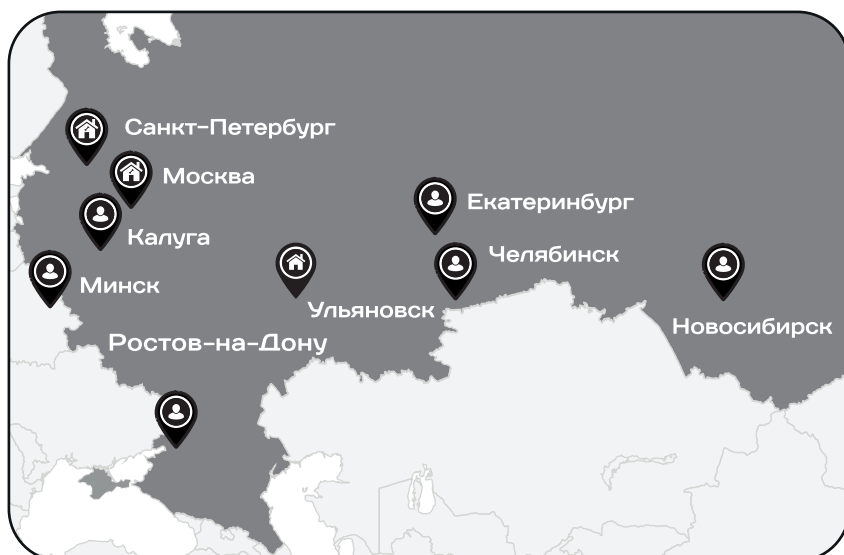 Санкт-Петербург
Москва
Екатеринбург
Калуга
Челябинск
Минск
Ульяновск
Новосибирск
Ростов-на-Дону